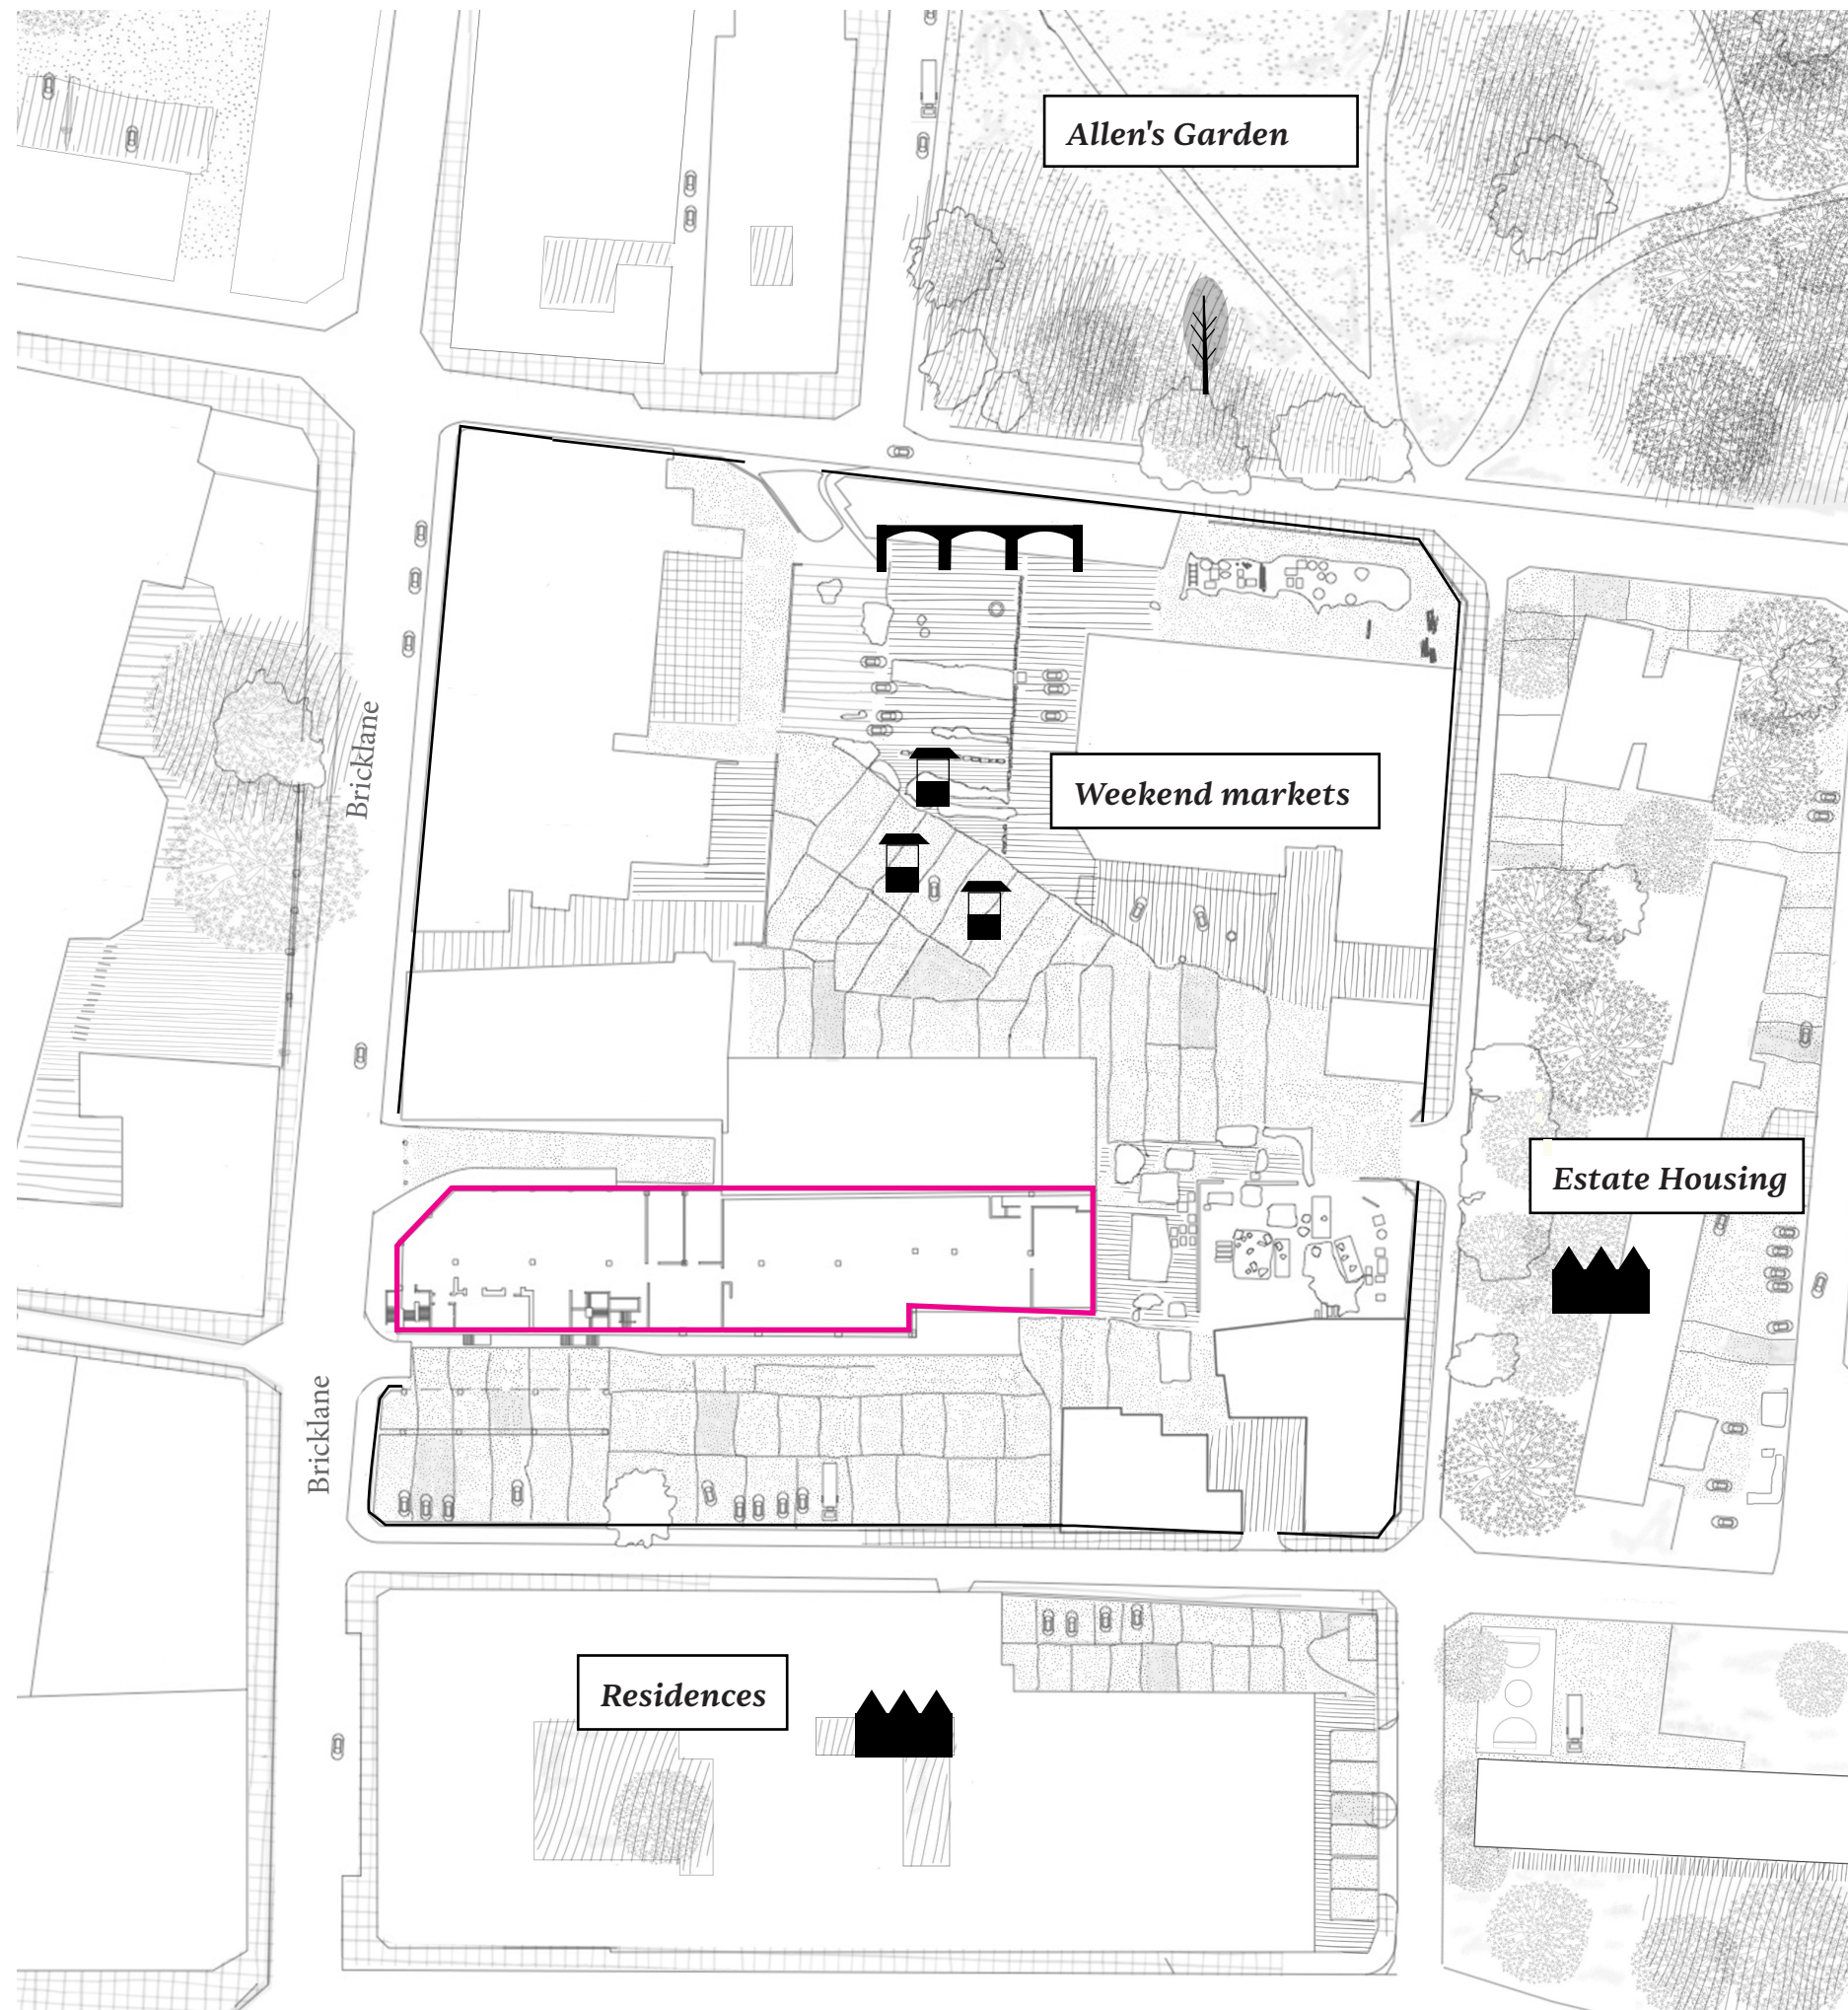 Allen's Garden
Bricklane
Weekend markets
Estate Housing
Bricklane
Residences